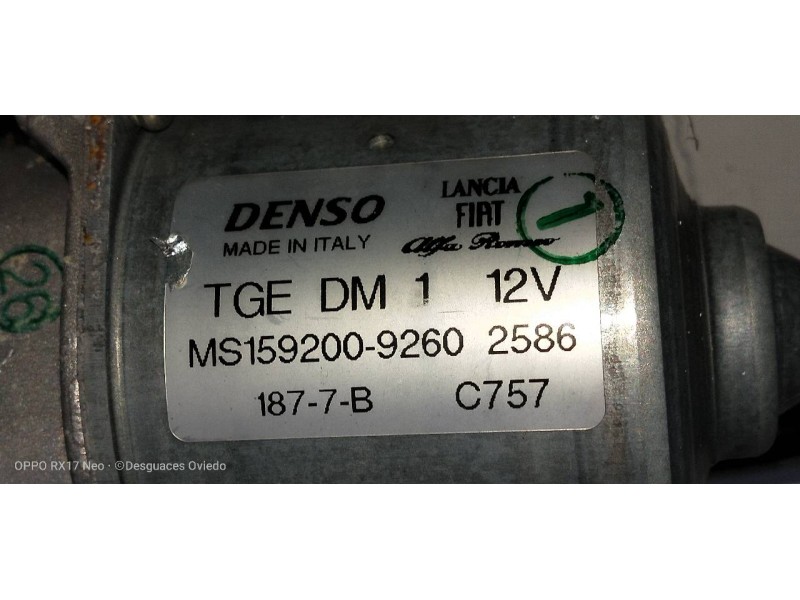 DENSO
MADE IN ITALY
LANCIA
FIAT
Alfa Romeo
TGE DM 1 12V
MS159200-9260 2586
187-7-B C757
26
OPPO RX17 Neo · ©Desguaces Oviedo